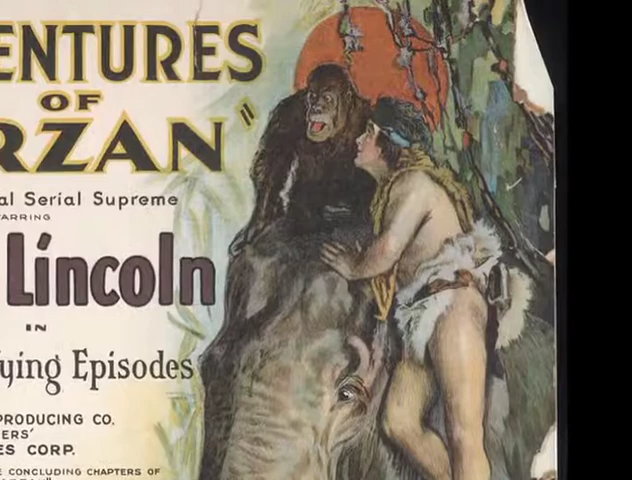 ENTURES
OF
RZAN"
al Serial Supreme
ARRING
Lincoln
IN
ying Episodes
PRODUCING CO.
ERS'
ES CORP.
E CONCLUDING CHAPTERS OF